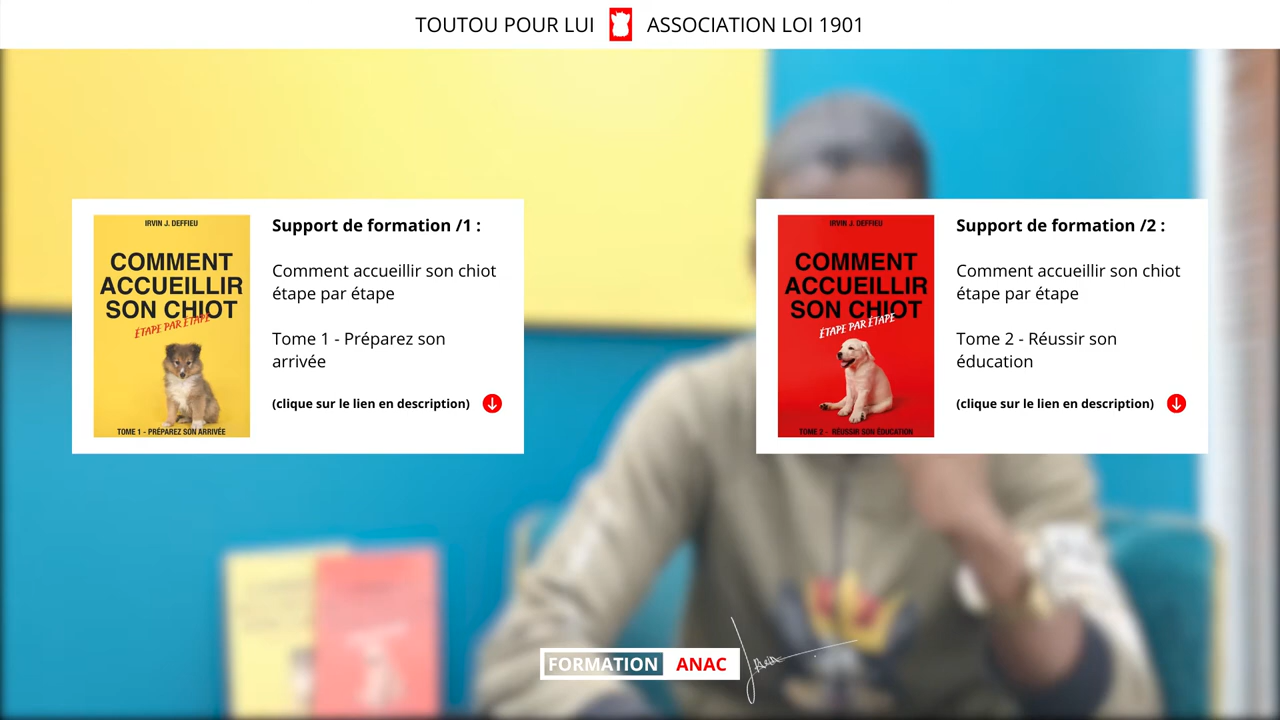 TOUTOU POUR LUI ASSOCIATION LOI 1901
IRVIN J. DEFFIEU
COMMENT
ACCUEILLIR
SON CHIOT
ÉTAPE PAR ÉTAPE
TOME 1 - PRÉPAREZ SON ARRIVÉE
Support de formation /1 :
Comment accueillir son chiot
étape par étape
Tome 1 - Préparez son
arrivée
(clique sur le lien en description)
IRVIN J. DEFFIEU
COMMENT
ACCUEILLIR
SON CHIOT
ÉTAPE PAR ÉTAPE
TOME 2 - RÉUSSIR SON ÉDUCATION
Support de formation /2 :
Comment accueillir son chiot
étape par étape
Tome 2 - Réussir son
éducation
(clique sur le lien en description)
FORMATION ANAC